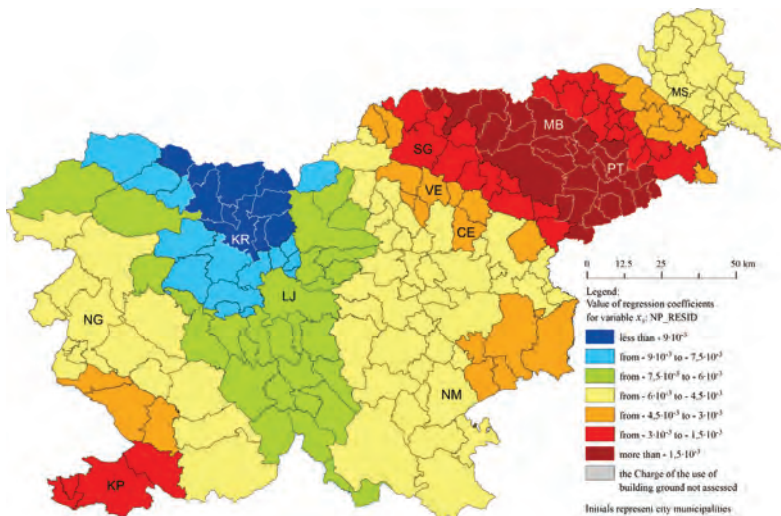 MS
MB
SG
PT
VE
KR
CE
LJ
NG
NM
KP
0 12.5 25 50 km
Legend:
Value of regression coefficients
for variable x₅: NP_RESID
less than - 9·10⁻³
from - 9·10⁻³ to - 7,5·10⁻³
from - 7,5·10⁻³ to - 6·10⁻³
from - 6·10⁻³ to - 4,5·10⁻³
from - 4,5·10⁻³ to - 3·10⁻³
from - 3·10⁻³ to - 1,5·10⁻³
more than - 1,5·10⁻³
the Charge of the use of
building ground not assessed
Initials represent city municipalities